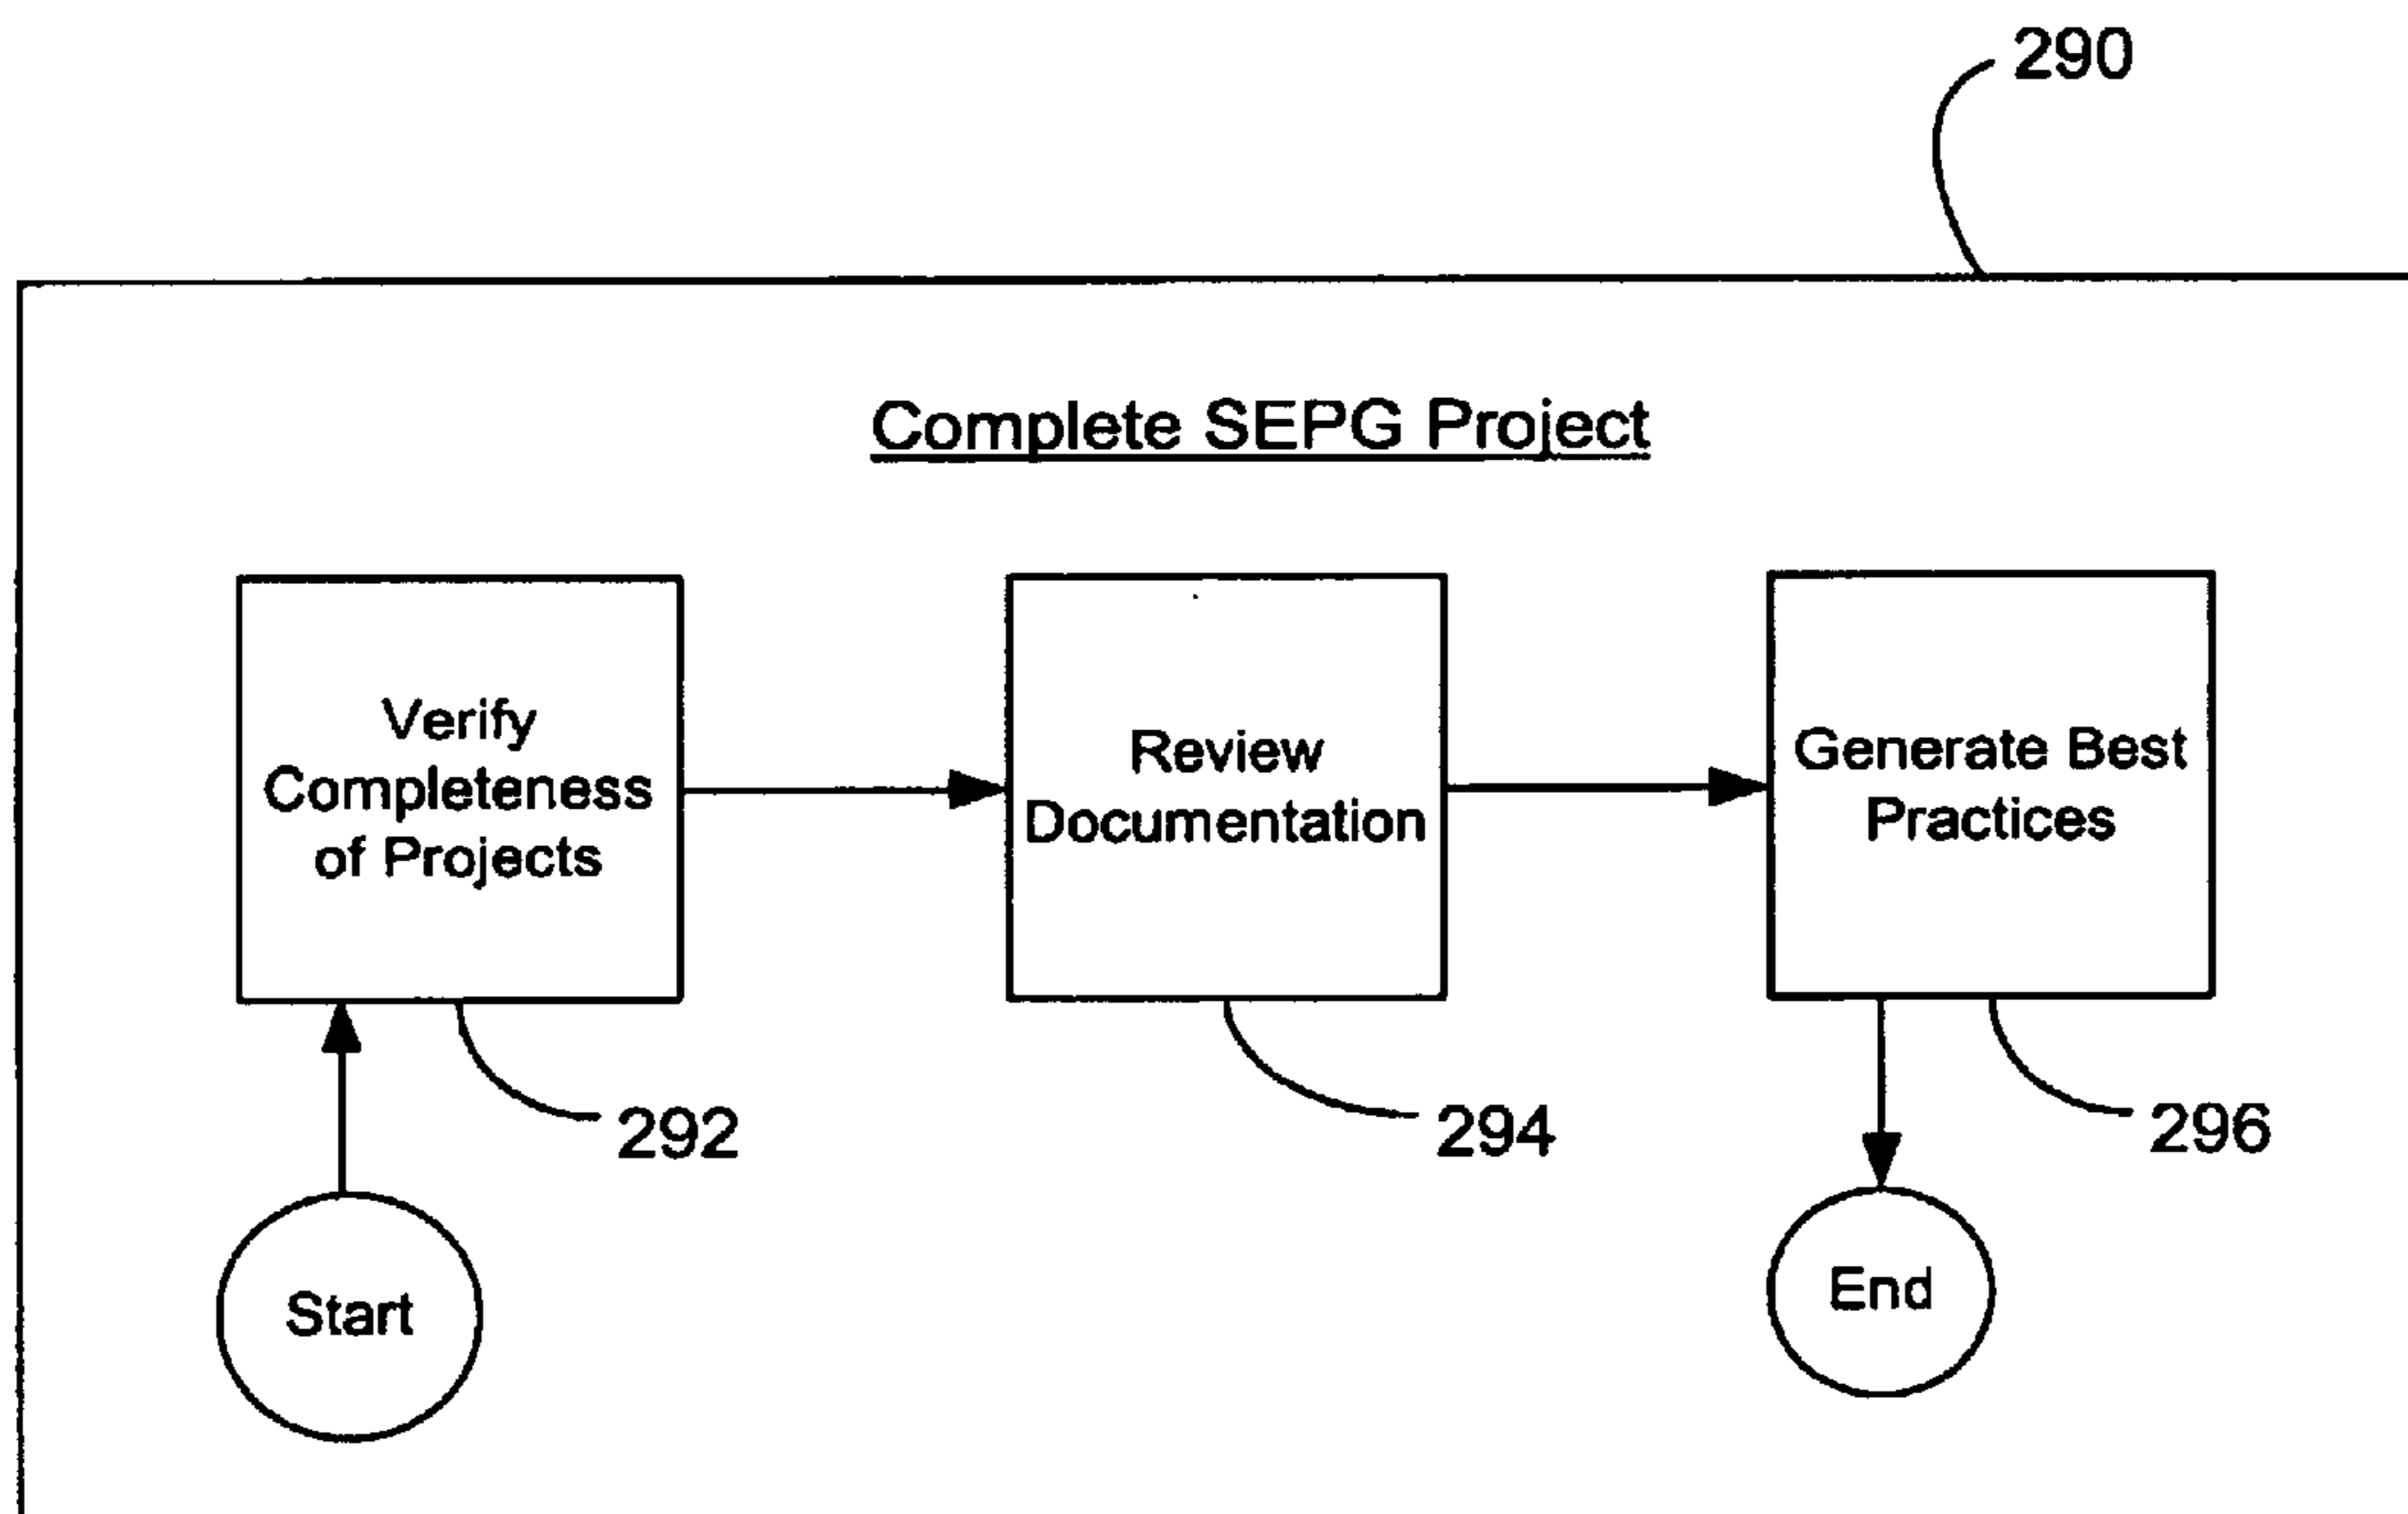 290
Complete SEPG Project
Verify
Completeness
of Projects
Review
Documentation
Generate Best
Practices
292
294
296
Start
End